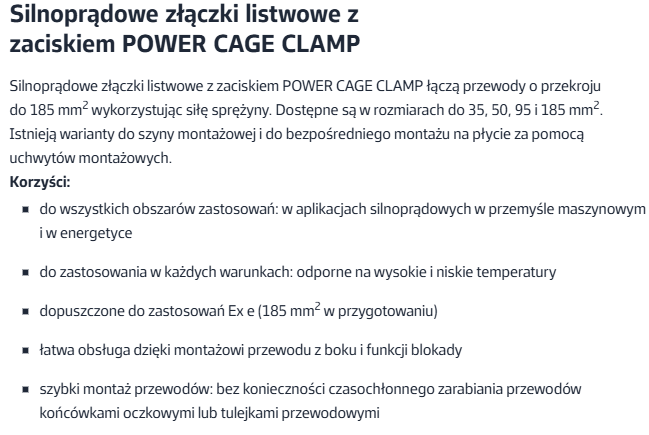 Silnoprądowe złączki listwowe z
zaciskiem POWER CAGE CLAMP
Silnoprądowe złączki listwowe z zaciskiem POWER CAGE CLAMP łączą przewody o przekroju
do 185 mm² wykorzystując siłę sprężyny. Dostępne są w rozmiarach do 35, 50, 95 i 185 mm².
Istnieją warianty do szyny montażowej i do bezpośredniego montażu na płycie za pomocą
uchwytów montażowych.
Korzyści:
▪ do wszystkich obszarów zastosowań: w aplikacjach silnoprądowych w przemyśle maszynowym
i w energetyce
▪ do zastosowania w każdych warunkach: odporne na wysokie i niskie temperatury
▪ dopuszczone do zastosowań Ex e (185 mm² w przygotowaniu)
▪ łatwa obsługa dzięki montażowi przewodu z boku i funkcji blokady
▪ szybki montaż przewodów: bez konieczności czasochłonnego zarabiania przewodów
końcówkami oczkowymi lub tulejkami przewodowymi